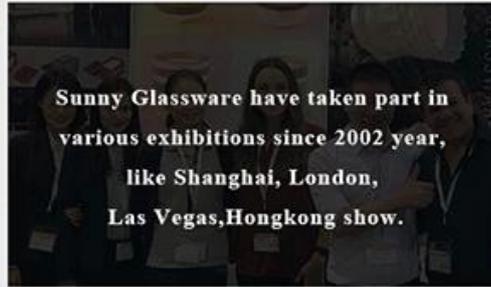 Sunny Glassware have taken part in
various exhibitions since 2002 year,
like Shanghai, London,
Las Vegas,Hongkong show.